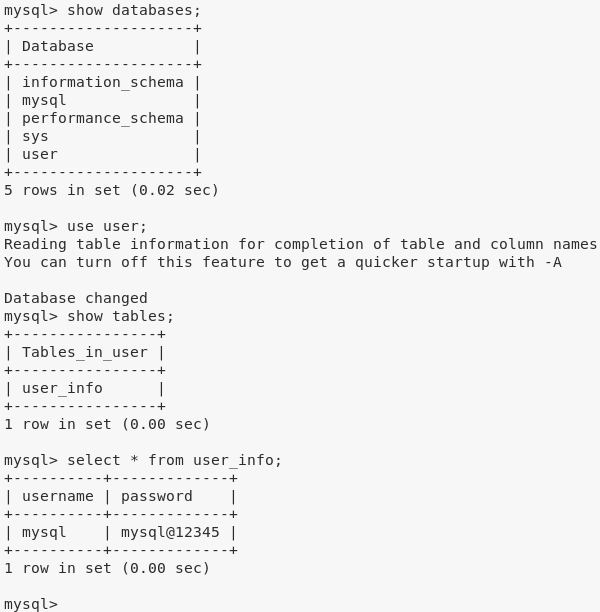 mysql> show databases;
+--------------------+
| Database           |
+--------------------+
| information_schema |
| mysql              |
| performance_schema |
| sys                |
| user               |
+--------------------+
5 rows in set (0.02 sec)

mysql> use user;
Reading table information for completion of table and column names
You can turn off this feature to get a quicker startup with -A

Database changed
mysql> show tables;
+----------------+
| Tables_in_user |
+----------------+
| user_info      |
+----------------+
1 row in set (0.00 sec)

mysql> select * from user_info;
+----------+-------------+
| username | password    |
+----------+-------------+
| mysql    | mysql@12345 |
+----------+-------------+
1 row in set (0.00 sec)

mysql>